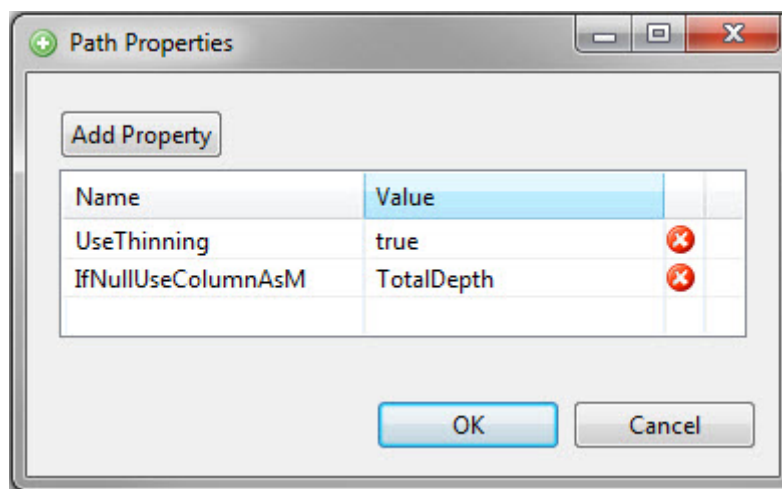 Path Properties
Add Property
Name Value
UseThinning true
IfNullUseColumnAsM TotalDepth
OK Cancel